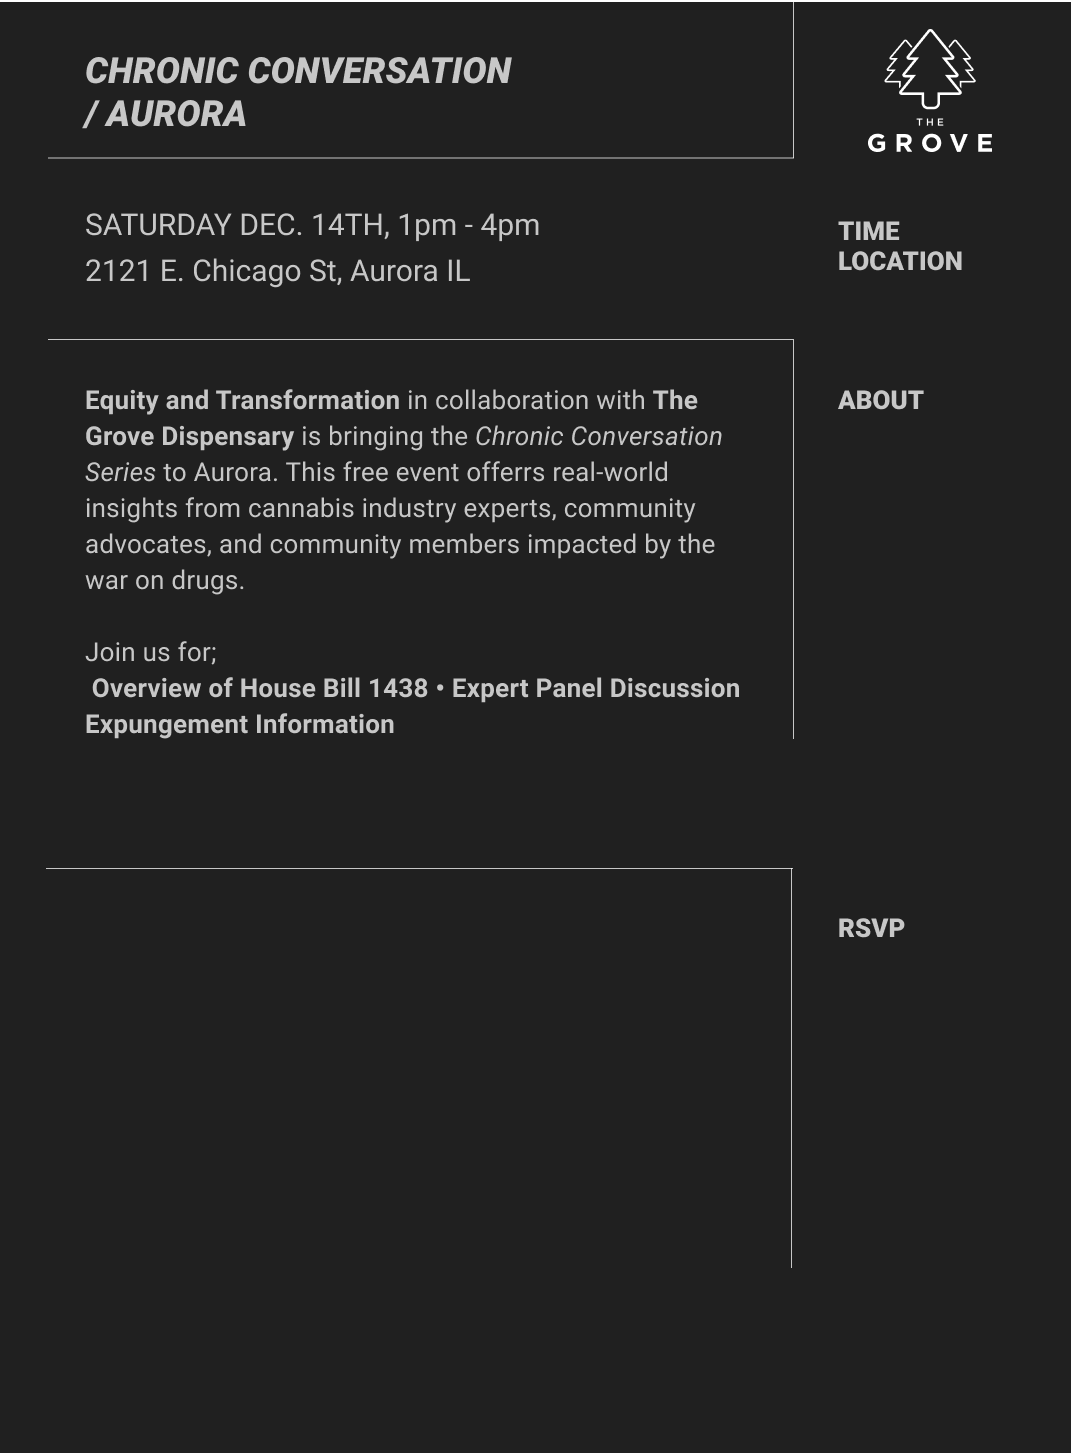 CHRONIC CONVERSATION
/ AURORA
THE
GROVE
SATURDAY DEC. 14TH, 1pm - 4pm
2121 E. Chicago St, Aurora IL
TIME
LOCATION
Equity and Transformation in collaboration with The
Grove Dispensary is bringing the Chronic Conversation
Series to Aurora. This free event offerrs real-world
insights from cannabis industry experts, community
advocates, and community members impacted by the
war on drugs.
Join us for;
Overview of House Bill 1438 • Expert Panel Discussion
Expungement Information
ABOUT
RSVP